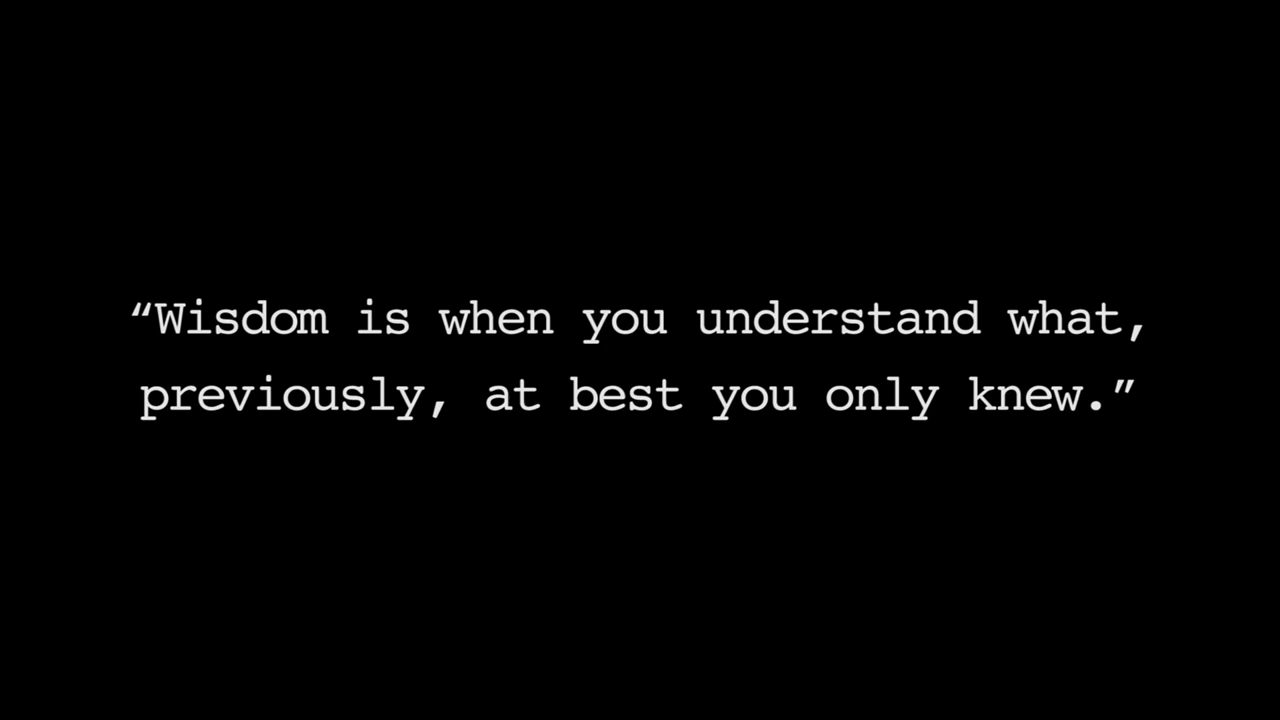 “Wisdom is when you understand what,
previously, at best you only knew.”